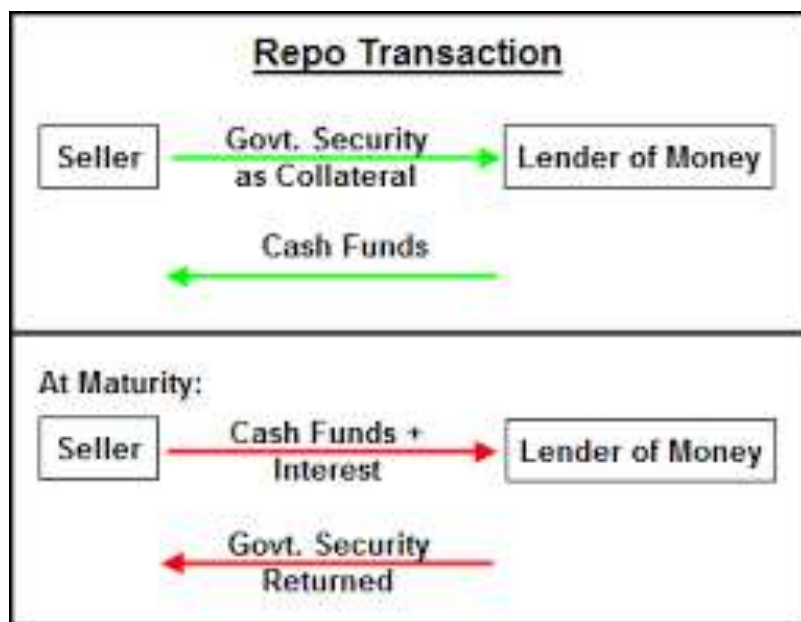 Repo Transaction
Seller
Govt. Security
as Collateral
Lender of Money
Cash Funds
At Maturity:
Seller
Cash Funds +
Interest
Lender of Money
Govt. Security
Returned